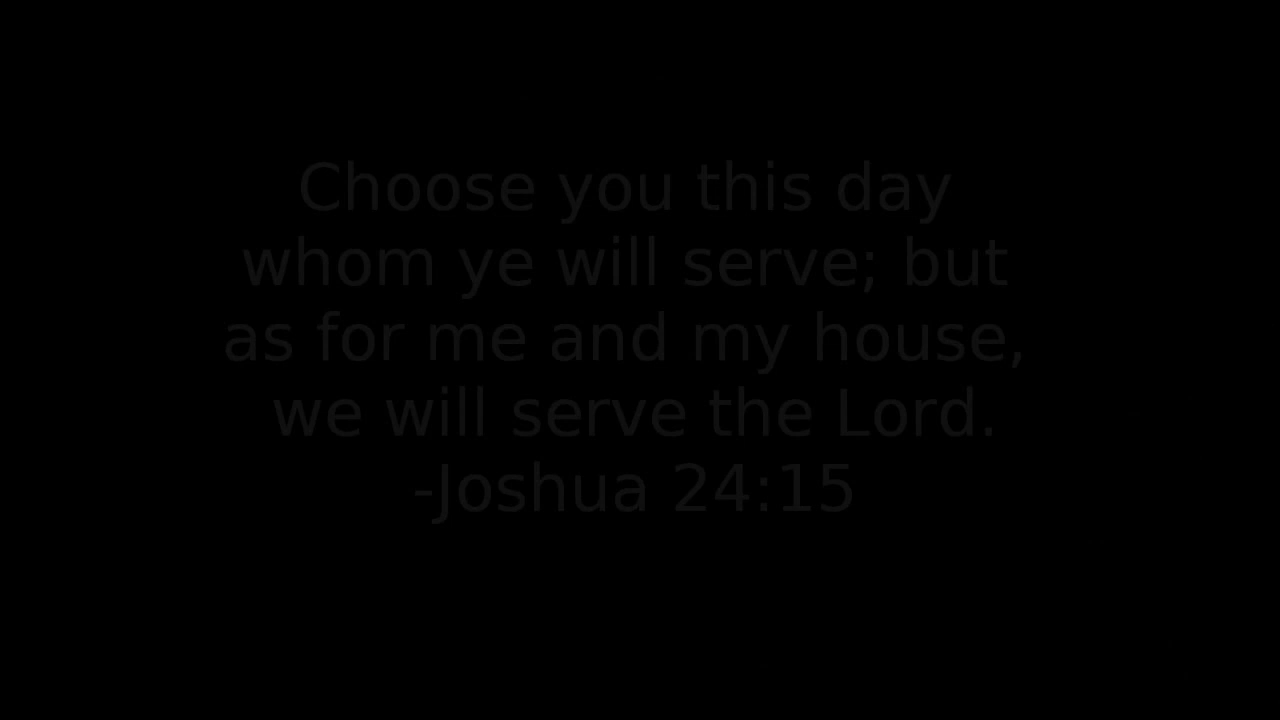 Choose you this day
whom ye will serve; but
as for me and my house,
we will serve the Lord.
-Joshua 24:15